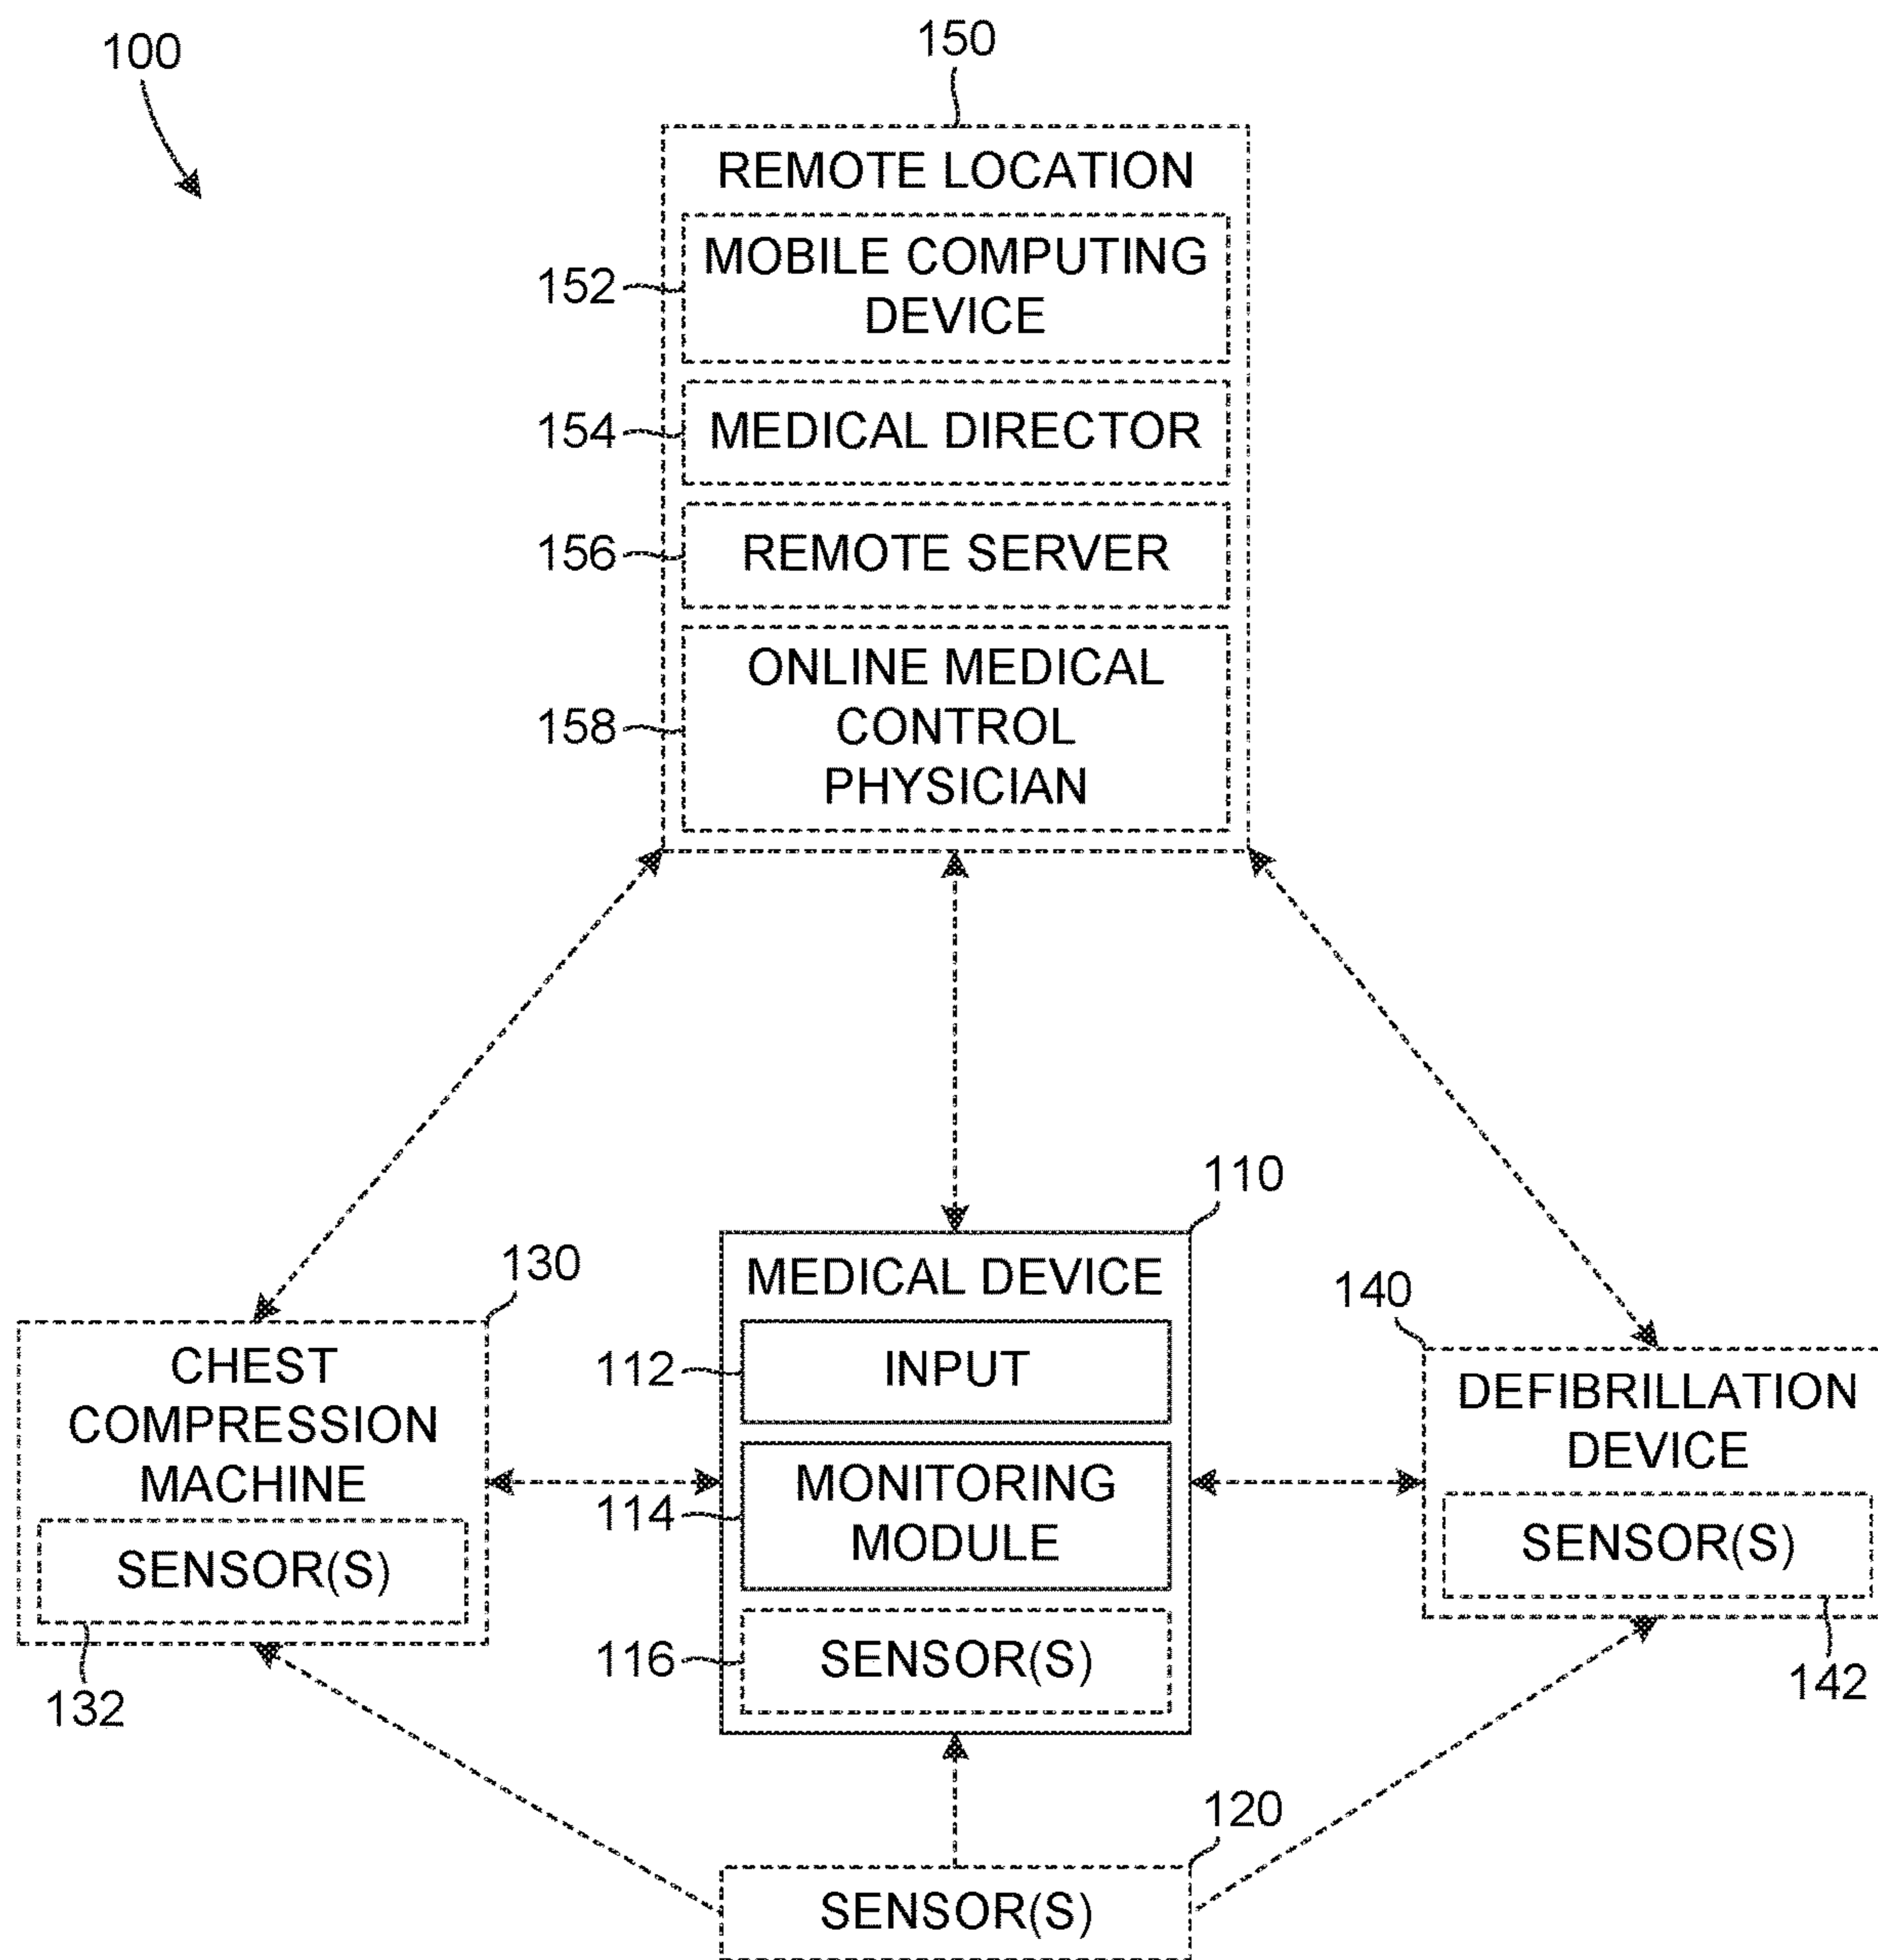 100
150
REMOTE LOCATION
152
MOBILE COMPUTING
DEVICE
154
MEDICAL DIRECTOR
156
REMOTE SERVER
158
ONLINE MEDICAL
CONTROL
PHYSICIAN
130
CHEST
COMPRESSION
MACHINE
SENSOR(S)
132
110
MEDICAL DEVICE
112
INPUT
114
MONITORING
MODULE
116
SENSOR(S)
140
DEFIBRILLATION
DEVICE
SENSOR(S)
142
120
SENSOR(S)